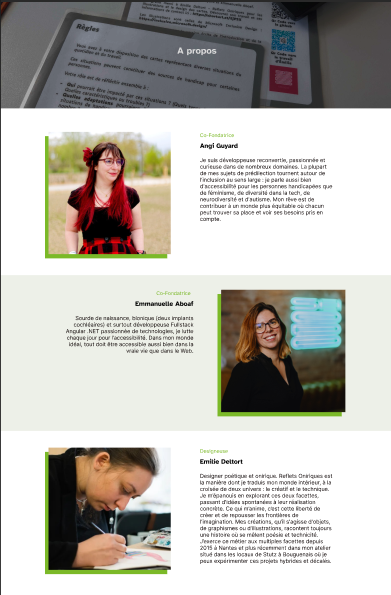 Règles
A propos
Co-Fondatrice
Angi Guyard
Je suis développeuse reconvertie, passionnée et
curieuse dans de nombreux domaines. La plupart
de mes sujets de prédilection tournent autour de
l'inclusion au sens large : je parle aussi bien
d'accessibilité pour les personnes handicapées que
de féminisme, de diversité dans la tech, de
neurodiversité et d'autisme. Mon rêve est de
contribuer à un monde plus équitable où chacun
peut trouver sa place et voir ses besoins pris en
compte.
Co-Fondatrice
Emmanuelle Aboaf
Sourde de naissance, bionique (deux implants
cochléaires) et surtout développeuse Fullstack
Angular .NET passionnée de technologies, je lutte
chaque jour pour l'accessibilité. Dans mon monde
idéal, tout doit être accessible aussi bien dans la
vraie vie que dans le Web.
Designeuse
Emilie Deltort
Designer poétique et onirique. Reflets Oniriques est
la manière dont je traduis mon monde intérieur, à la
croisée de deux univers : le créatif et le technique.
Je m'épanouis en explorant ces deux facettes,
passant d'idées spontanées à leur réalisation
concrète. Ce qui m'anime, c'est cette liberté de
créer et de repousser les frontières de
l'imagination. Mes créations, qu'il s'agisse d'objets,
de graphismes ou d'illustrations, racontent toujours
une histoire où se mêlent poésie et technicité.
J'exerce ce métier aux multiples facettes depuis
2015 à Nantes et plus récemment dans mon atelier
situé dans les locaux de Stutz à Bouguenais où je
peux expérimenter ces projets hybrides et décalés.